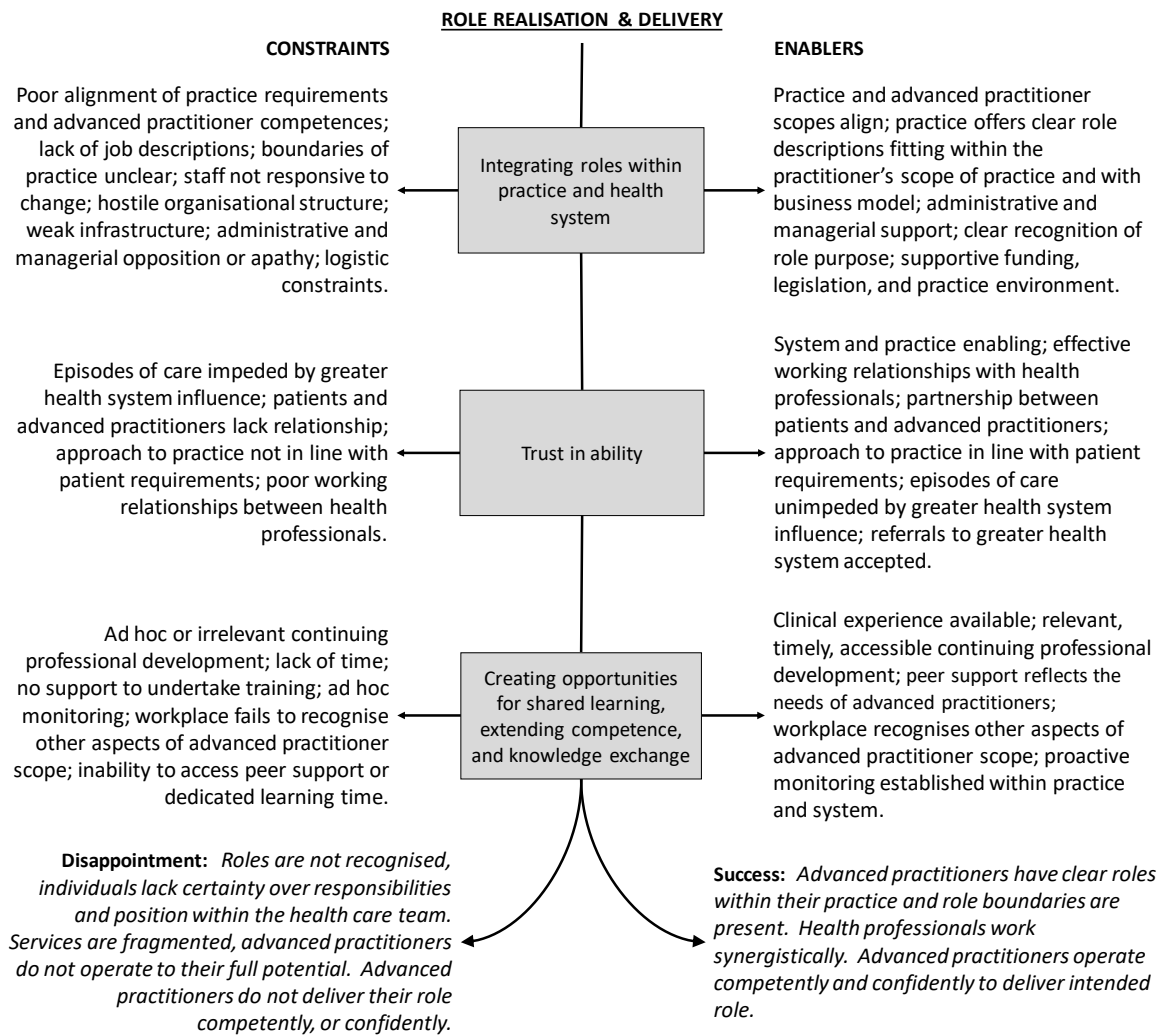 ROLE REALISATION & DELIVERY
CONSTRAINTS
ENABLERS
Poor alignment of practice requirements
and advanced practitioner competences;
lack of job descriptions; boundaries of
practice unclear; staff not responsive to
change; hostile organisational structure;
weak infrastructure; administrative and
managerial opposition or apathy; logistic
constraints.
Integrating roles within
practice and health
system
Practice and advanced practitioner
scopes align; practice offers clear role
descriptions fitting within the
practitioner's scope of practice and with
business model; administrative and
managerial support; clear recognition of
role purpose; supportive funding,
legislation, and practice environment.
Episodes of care impeded by greater
health system influence; patients and
advanced practitioners lack relationship;
approach to practice not in line with
patient requirements; poor working
relationships between health
professionals.
Trust in ability
System and practice enabling; effective
working relationships with health
professionals; partnership between
patients and advanced practitioners;
approach to practice in line with patient
requirements; episodes of care
unimpeded by greater health system
influence; referrals to greater health
system accepted.
Ad hoc or irrelevant continuing
professional development; lack of time;
no support to undertake training; ad hoc
monitoring; workplace fails to recognise
other aspects of advanced practitioner
scope; inability to access peer support or
dedicated learning time.
Creating opportunities
for shared learning,
extending competence,
and knowledge exchange
Clinical experience available; relevant,
timely, accessible continuing professional
development; peer support reflects the
needs of advanced practitioners;
workplace recognises other aspects of
advanced practitioner scope; proactive
monitoring established within practice
and system.
Disappointment: Roles are not recognised,
individuals lack certainty over responsibilities
and position within the health care team.
Services are fragmented, advanced practitioners
do not operate to their full potential. Advanced
practitioners do not deliver their role
competently, or confidently.
Success: Advanced practitioners have clear roles
within their practice and role boundaries are
present. Health professionals work
synergistically. Advanced practitioners operate
competently and confidently to deliver intended
role.